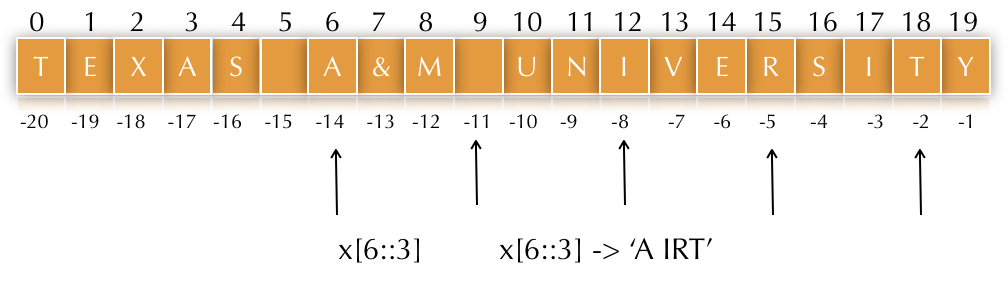 0 1 2 3 4 5 6 7 8 9 10 11 12 13 14 15 16 17 18 19
T E X A S A & M U N I V E R S I T Y
-20 -19 -18 -17 -16 -15 -14 -13 -12 -11 -10 -9 -8 -7 -6 -5 -4 -3 -2 -1
x[6::3] x[6::3] -> ‘A IRT’